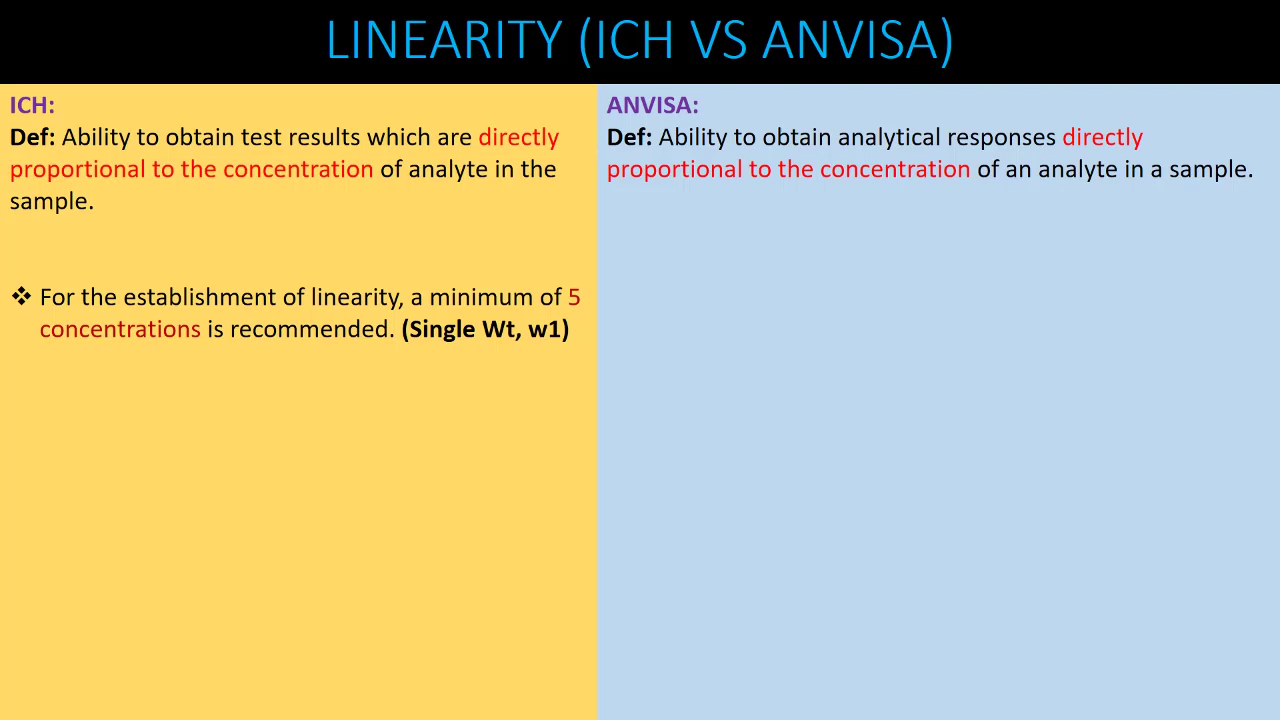 LINEARITY (ICH VS ANVISA)
ICH:
Def: Ability to obtain test results which are directly
proportional to the concentration of analyte in the
sample.
❖ For the establishment of linearity, a minimum of 5
concentrations is recommended. (Single Wt, w1)
ANVISA:
Def: Ability to obtain analytical responses directly
proportional to the concentration of an analyte in a sample.